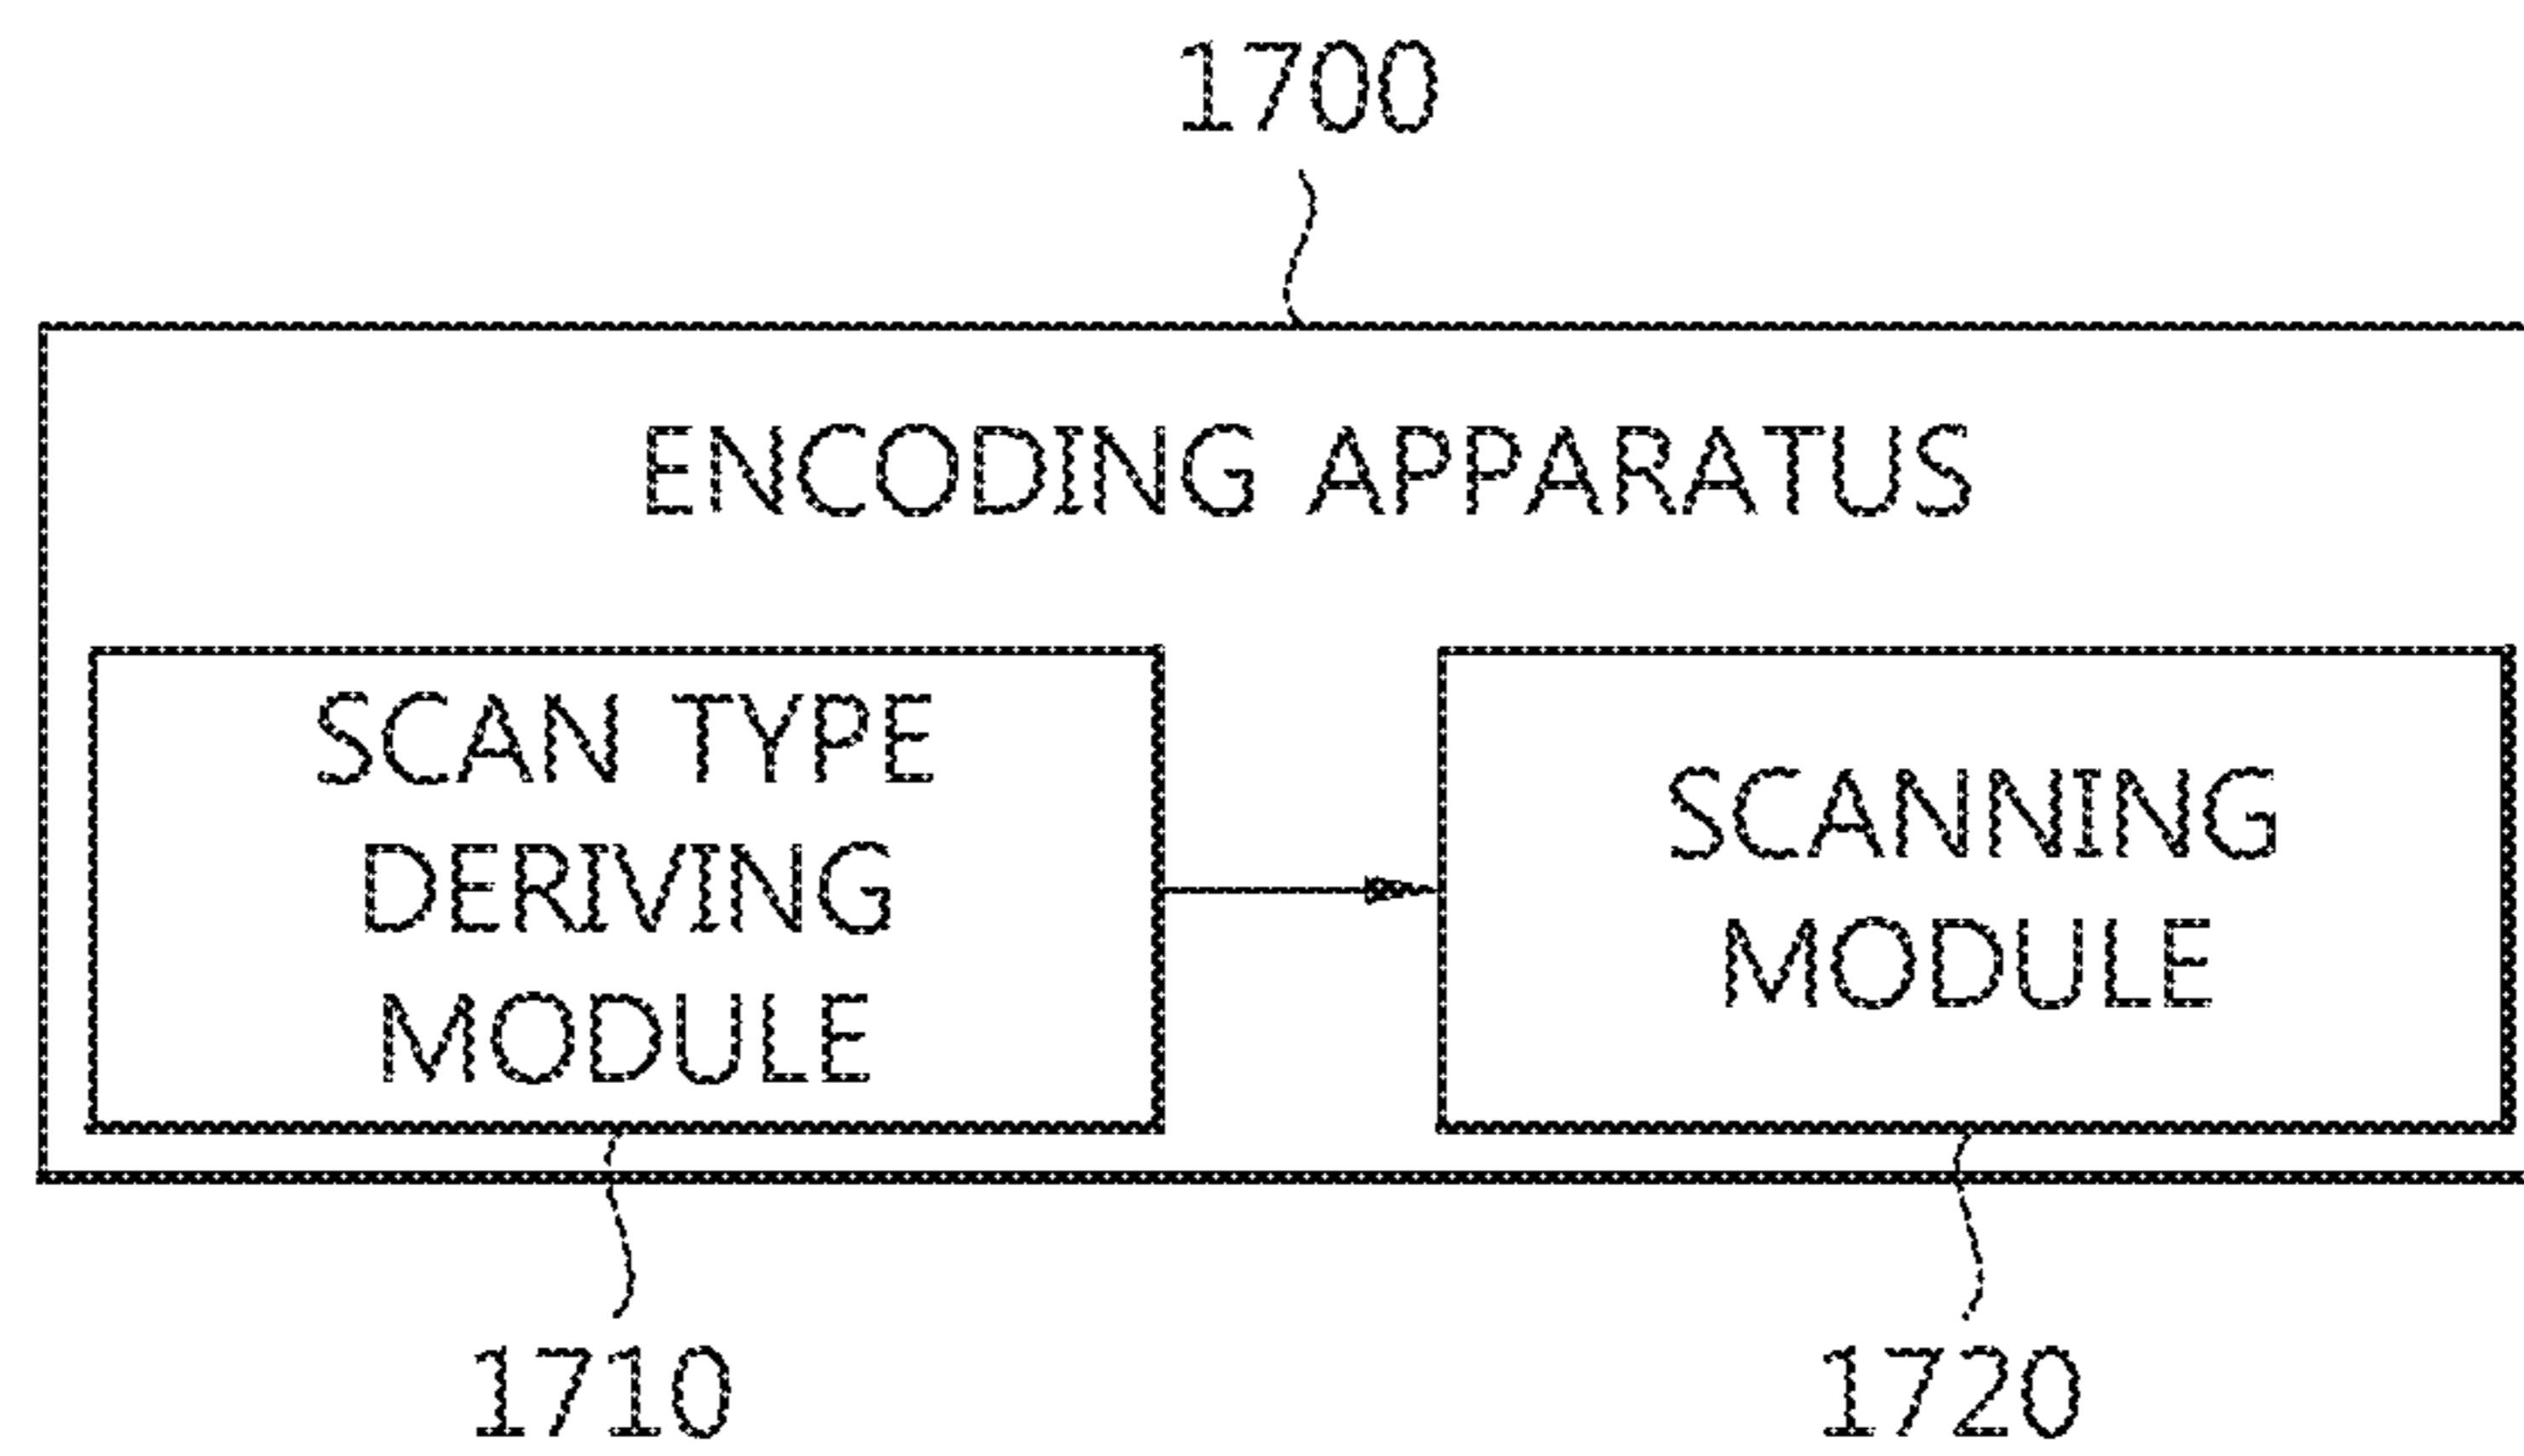 1700
ENCODING APPARATUS
SCAN TYPE
DERIVING
MODULE
SCANNING
MODULE
1710
1720